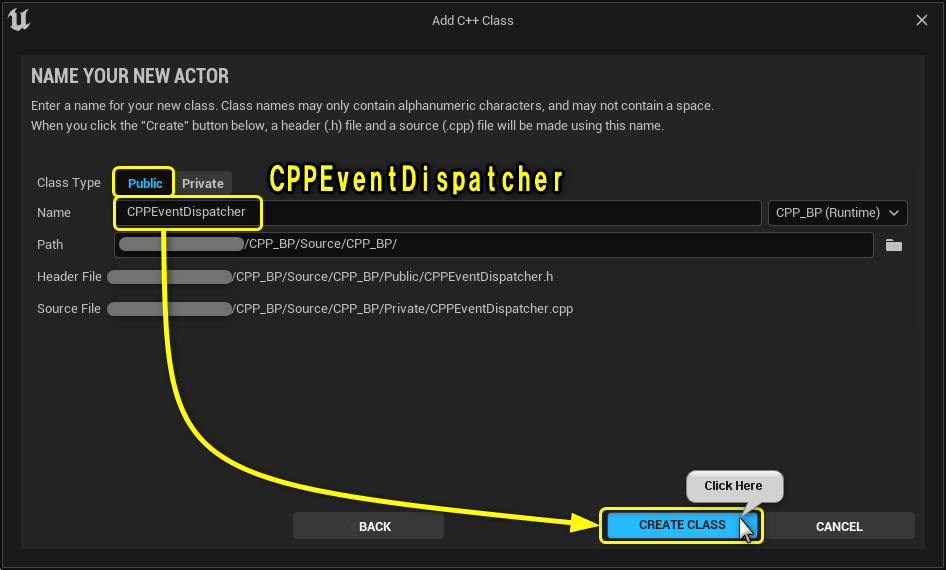 Add C++ Class
NAME YOUR NEW ACTOR
Enter a name for your new class. Class names may only contain alphanumeric characters, and may not contain a space.
When you click the "Create" button below, a header (.h) file and a source (.cpp) file will be made using this name.
Class Type Public Private CPPEventDispatcher
Name CPPEventDispatcher CPP_BP (Runtime)
Path /CPP_BP/Source/CPP_BP/
Header File /CPP_BP/Source/CPP_BP/Public/CPPEventDispatcher.h
Source File /CPP_BP/Source/CPP_BP/Private/CPPEventDispatcher.cpp
Click Here
BACK CREATE CLASS CANCEL